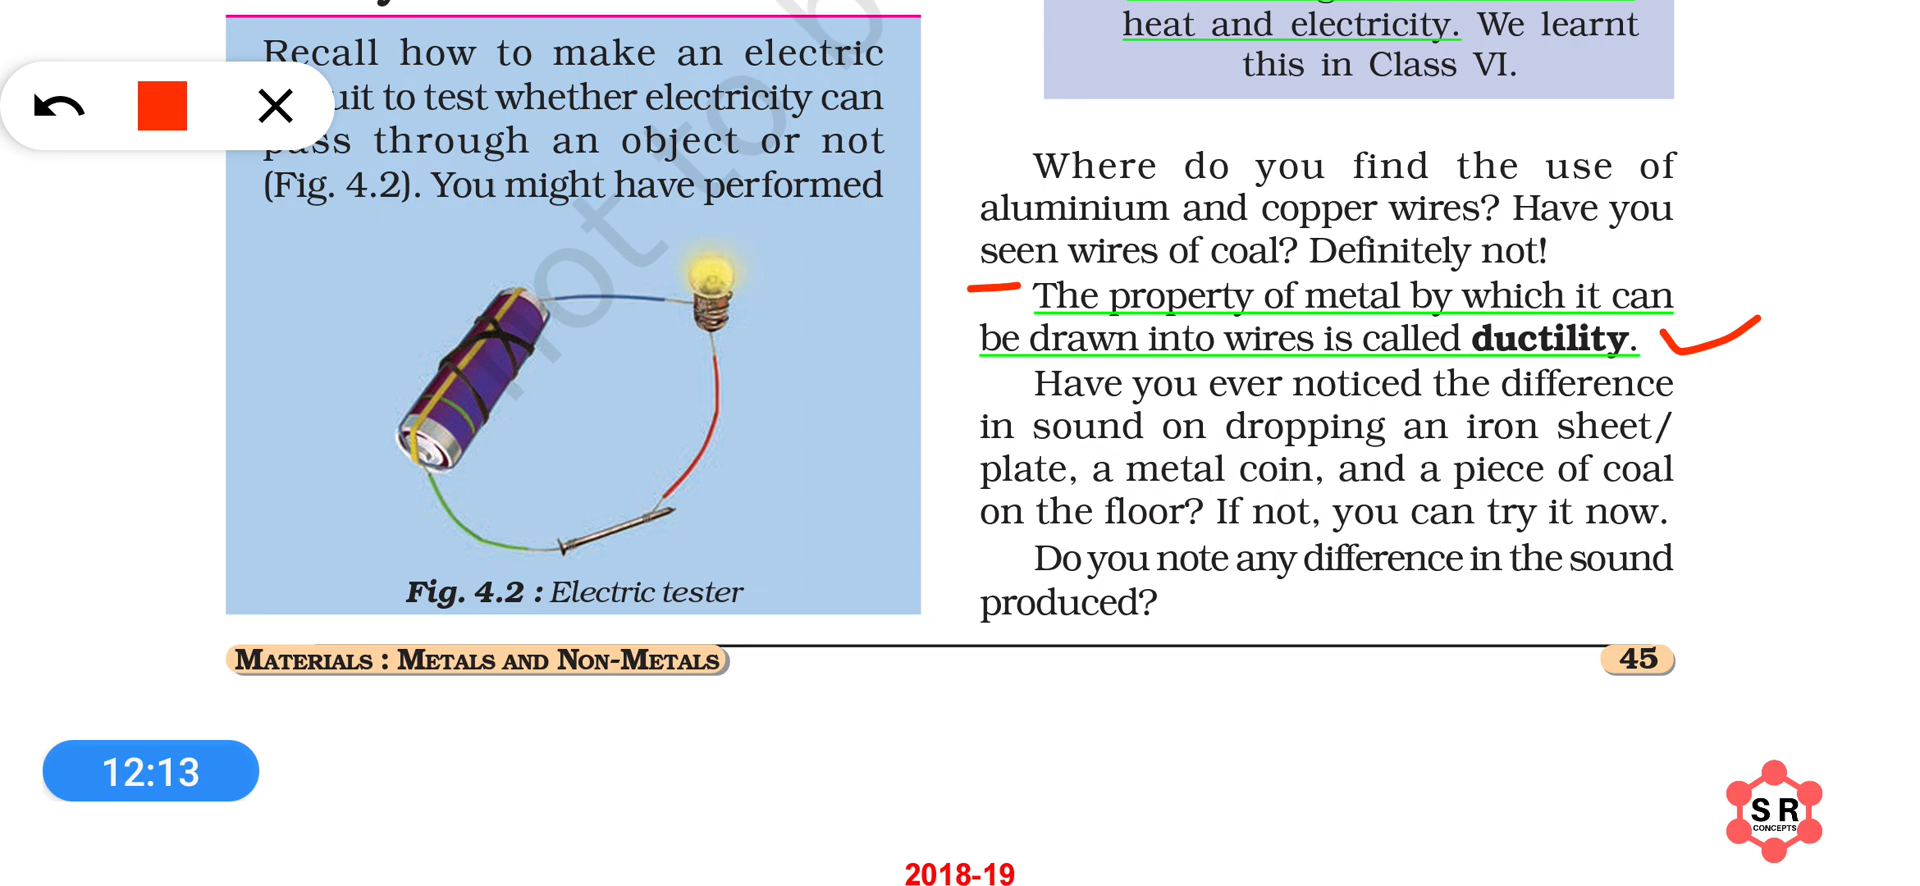 Recall how to make an electric
uit to test whether electricity can
pass through an object or not
(Fig. 4.2). You might have performed
Fig. 4.2 : Electric tester
heat and electricity. We learnt
this in Class VI.
Where do you find the use of
aluminium and copper wires? Have you
seen wires of coal? Definitely not!
The property of metal by which it can
be drawn into wires is called ductility.
Have you ever noticed the difference
in sound on dropping an iron sheet/
plate, a metal coin, and a piece of coal
on the floor? If not, you can try it now.
Do you note any difference in the sound
produced?
MATERIALS : METALS AND NON-METALS
45
12:13
S R
CONCEPTS
2018-19